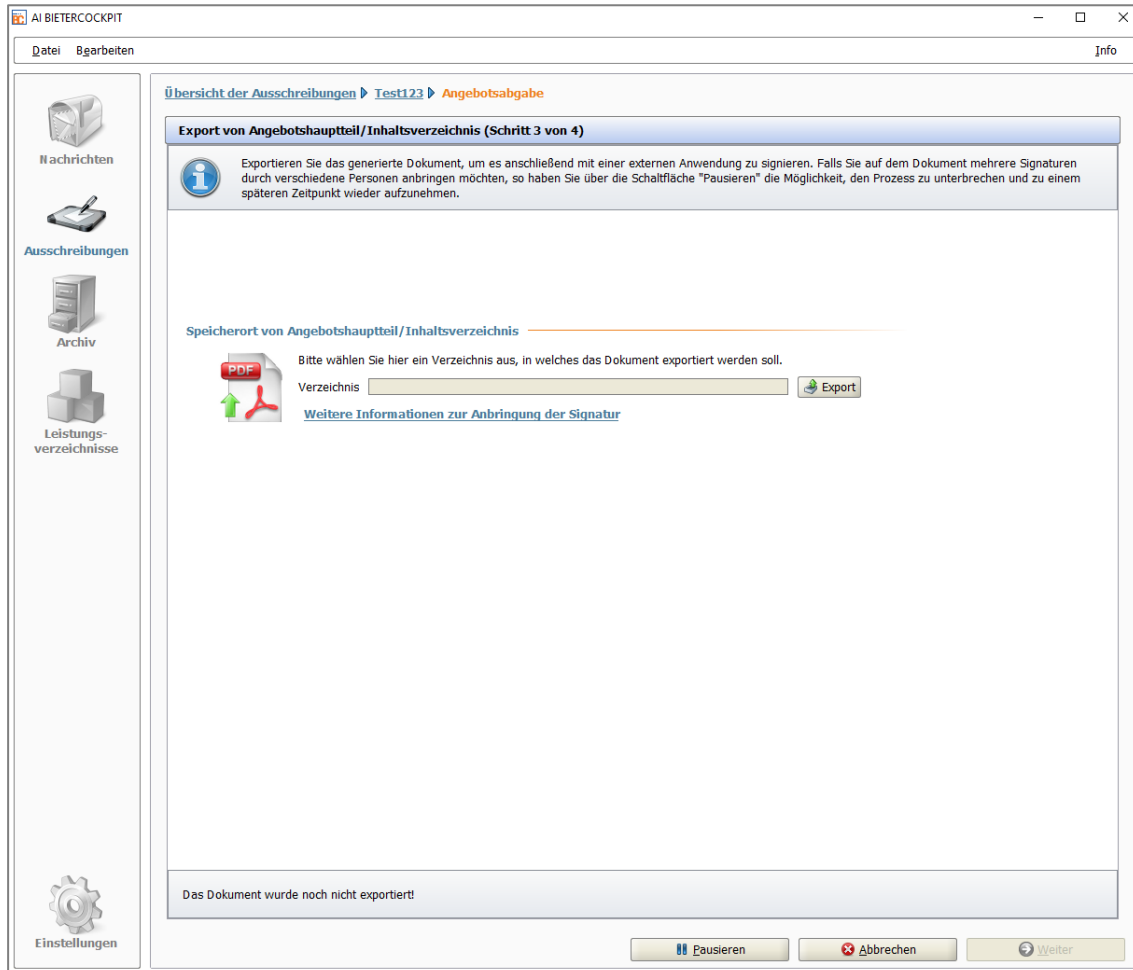 AI BIETERCOCKPIT
Datei Bearbeiten Info
Nachrichten
Ausschreibungen
Archiv
Leistungs-
verzeichnisse
Einstellungen
Übersicht der Ausschreibungen Test123 Angebotsabgabe
Export von Angebotshauptteil/Inhaltsverzeichnis (Schritt 3 von 4)
Exportieren Sie das generierte Dokument, um es anschließend mit einer externen Anwendung zu signieren. Falls Sie auf dem Dokument mehrere Signaturen
durch verschiedene Personen anbringen möchten, so haben Sie über die Schaltfläche "Pausieren" die Möglichkeit, den Prozess zu unterbrechen und zu einem
späteren Zeitpunkt wieder aufzunehmen.
Speicherort von Angebotshauptteil/Inhaltsverzeichnis
PDF
Bitte wählen Sie hier ein Verzeichnis aus, in welches das Dokument exportiert werden soll.
Verzeichnis Export
Weitere Informationen zur Anbringung der Signatur
Das Dokument wurde noch nicht exportiert!
Pausieren Abbrechen Weiter